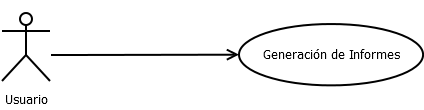 Generación de Informes
Usuario